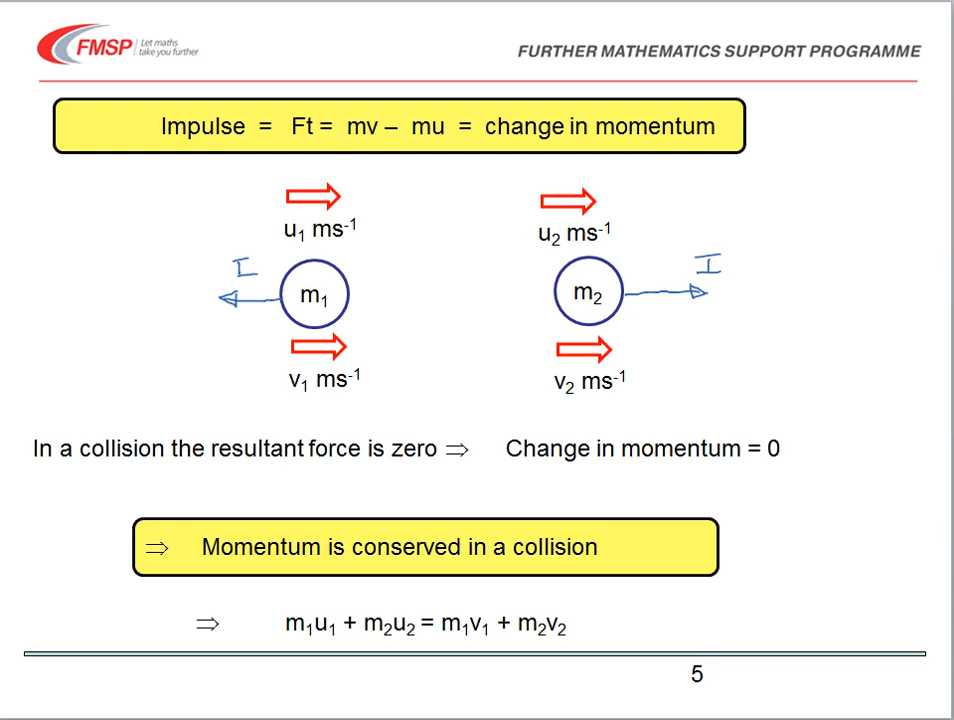 FMSP Let maths
take you further
FURTHER MATHEMATICS SUPPORT PROGRAMME
Impulse = Ft = mv – mu = change in momentum
u₁ ms⁻¹ u₂ ms⁻¹
I I
m₁ m₂
v₁ ms⁻¹ v₂ ms⁻¹
In a collision the resultant force is zero ⇒ Change in momentum = 0
⇒ Momentum is conserved in a collision
⇒ m₁u₁ + m₂u₂ = m₁v₁ + m₂v₂
5